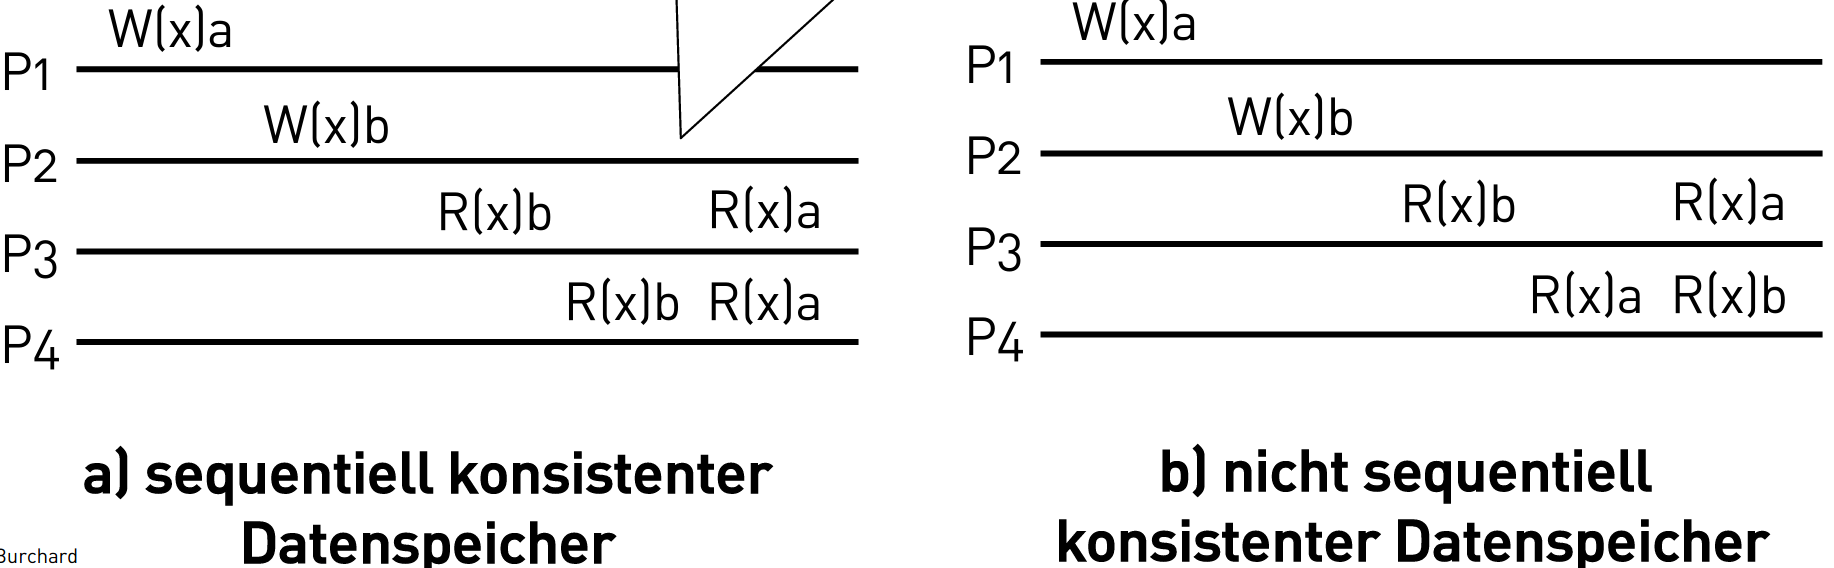 W(x)a
P1
W(x)b
P2
R(x)b R(x)a
P3
R(x)b R(x)a
P4
a) sequentiell konsistenter
Datenspeicher
W(x)a
P1
W(x)b
P2
R(x)b R(x)a
P3
R(x)a R(x)b
P4
b) nicht sequentiell
konsistenter Datenspeicher
Burchard